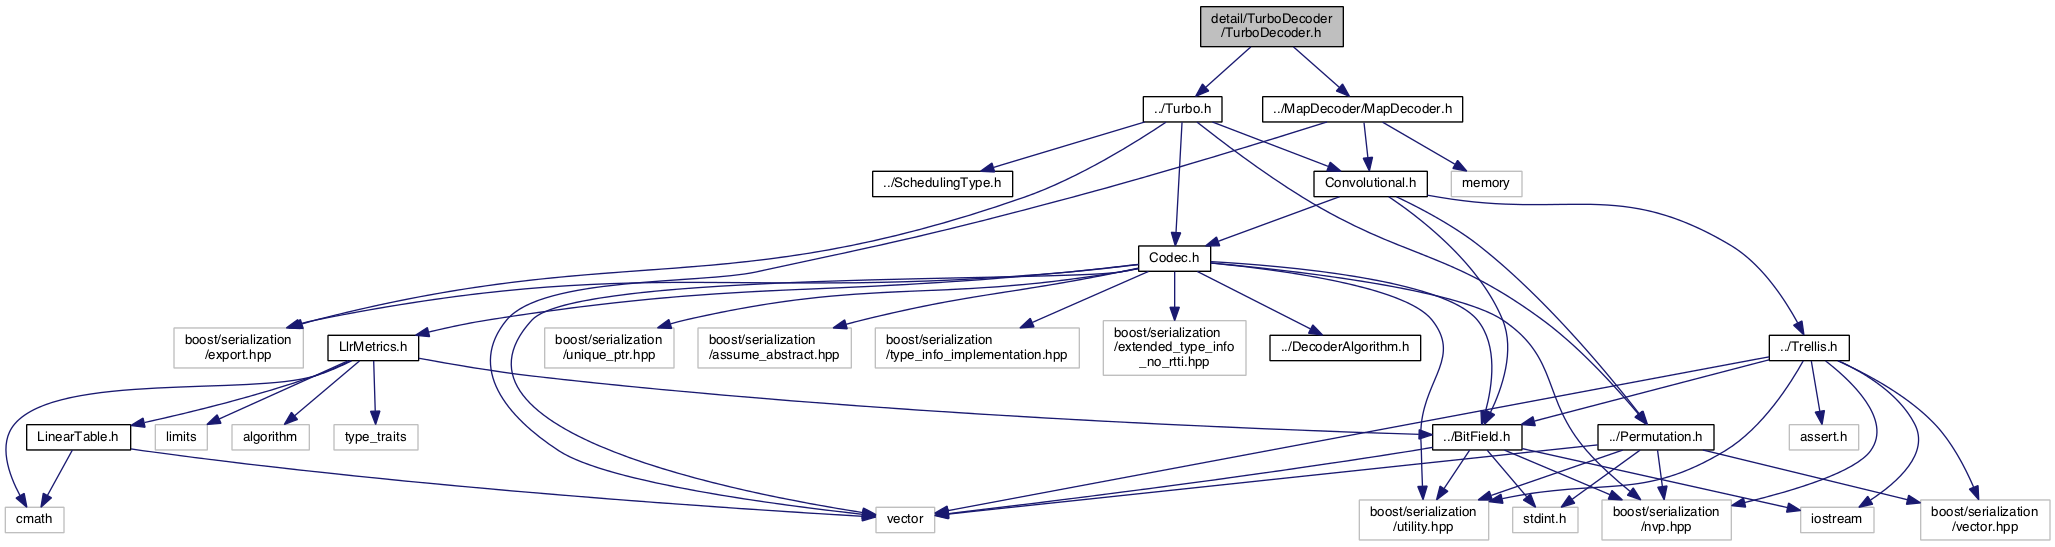 detail/TurboDecoder
/TurboDecoder.h
../Turbo.h
../MapDecoder/MapDecoder.h
../SchedulingType.h
Convolutional.h
memory
Codec.h
boost/serialization
/export.hpp
LlrMetrics.h
boost/serialization
/unique_ptr.hpp
boost/serialization
/assume_abstract.hpp
boost/serialization
/type_info_implementation.hpp
boost/serialization
/extended_type_info
_no_rtti.hpp
../DecoderAlgorithm.h
../Trellis.h
LinearTable.h
limits
algorithm
type_traits
../BitField.h
../Permutation.h
assert.h
cmath
vector
boost/serialization
/utility.hpp
stdint.h
boost/serialization
/nvp.hpp
iostream
boost/serialization
/vector.hpp